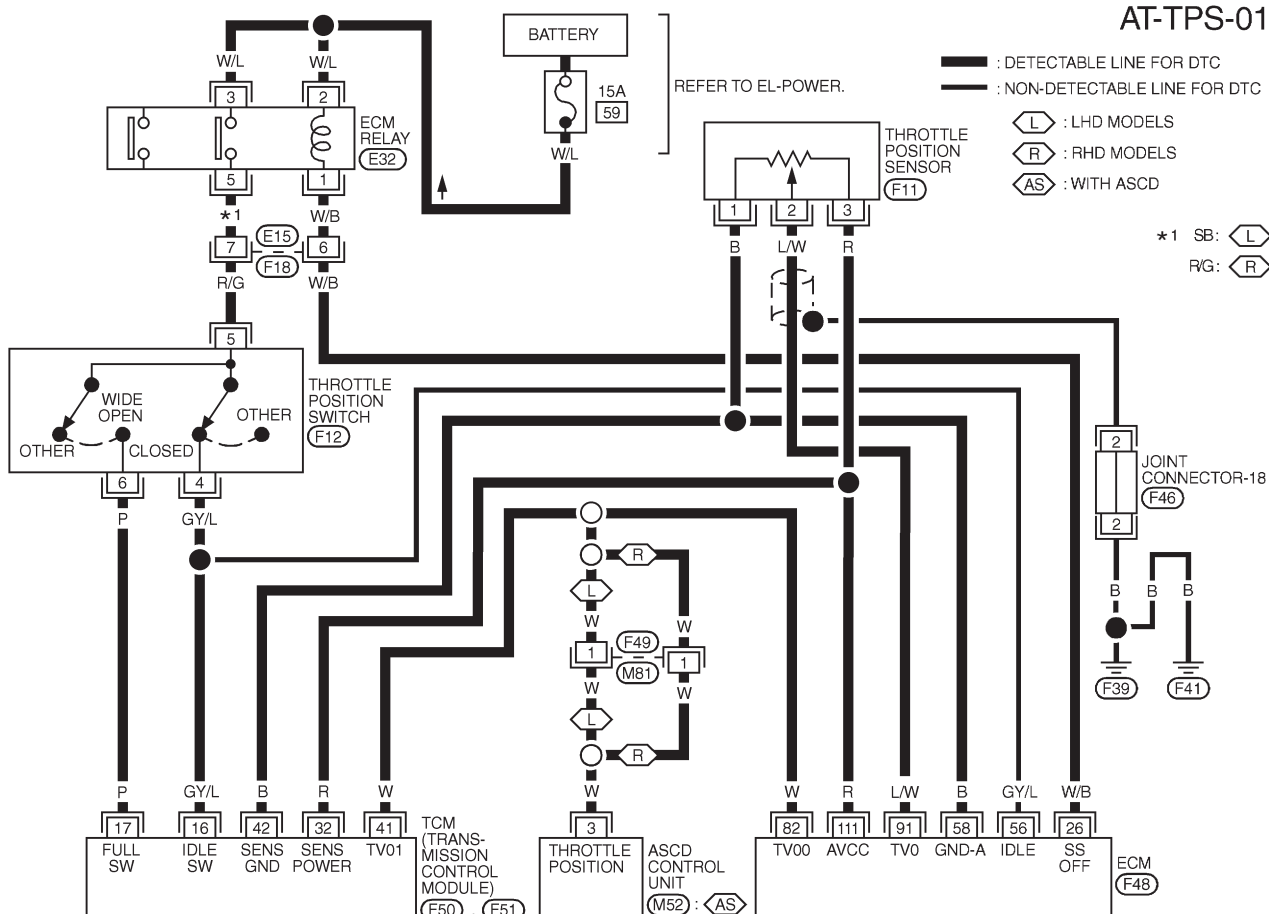 AT-TPS-01
BATTERY
15A
59
W/L
REFER TO EL-POWER.
: DETECTABLE LINE FOR DTC
: NON-DETECTABLE LINE FOR DTC
L : LHD MODELS
R : RHD MODELS
AS : WITH ASCD
*1 SB: L
R/G: R
W/L W/L
3 2
ECM
RELAY
E32
5 1
*1 W/B
7 E15 6
F18
R/G W/B
5
THROTTLE
POSITION
SENSOR
F11
1 2 3
B L/W R
WIDE
OPEN
OTHER
OTHER
CLOSED
THROTTLE
POSITION
SWITCH
F12
6 4
P GY/L
2
JOINT
CONNECTOR-18
F46
2
B B B
F39 F41
R
L
W W
1 F49 1
M81
W W
L
R
W
P GY/L B R W
17 16 42 32 41
FULL
SW
IDLE
SW
SENS
GND
SENS
POWER
TV01
TCM
(TRANS-
MISSION
CONTROL
MODULE)
F50 , F51
3
THROTTLE
POSITION
ASCD
CONTROL
UNIT
M52 : AS
W R L/W B GY/L W/B
82 111 91 58 56 26
TV00 AVCC TV0 GND-A IDLE SS
OFF
ECM
F48